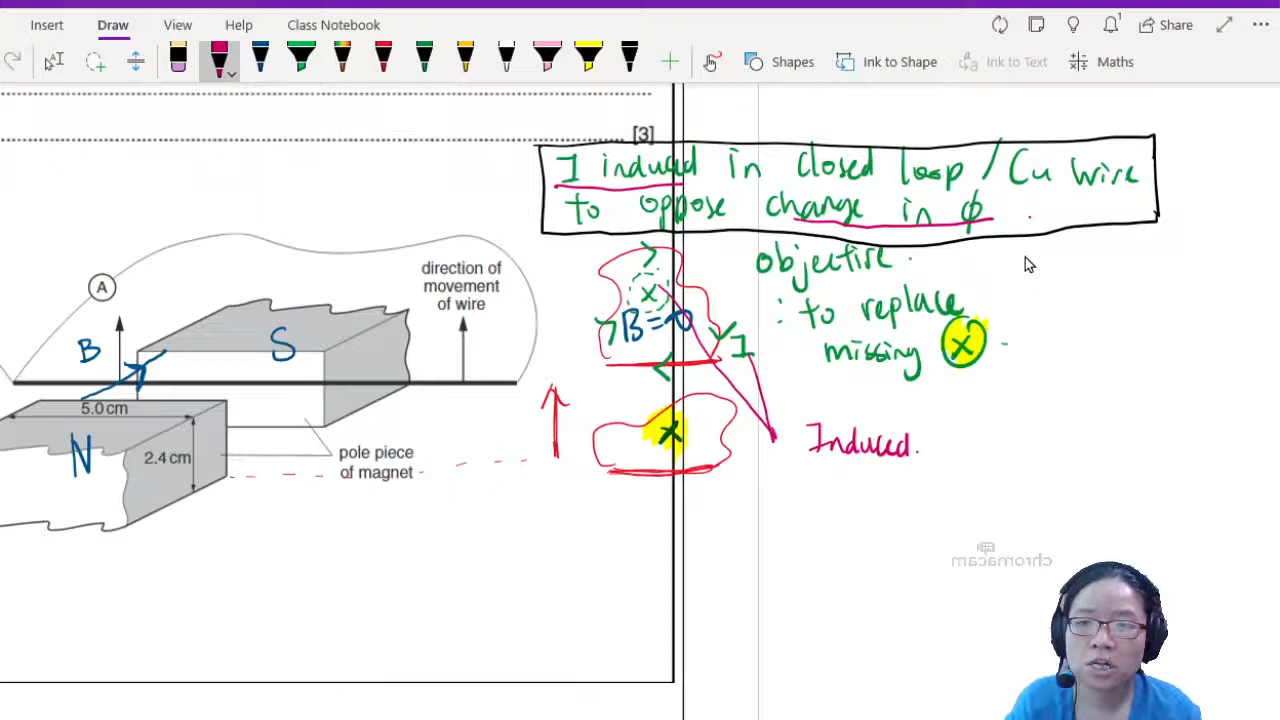 Insert Draw View Help Class Notebook 1 Share
Shapes Ink to Shape Ink to Text Maths
[3]
I induced in closed loop / Cu wire
to oppose change in ϕ .
objective.
: to replace
missing X
A
direction of
movement
of wire
B
S
5.0 cm
N
2.4 cm
pole piece
of magnet
X
B = 0
I
X
Induced.
chromacam